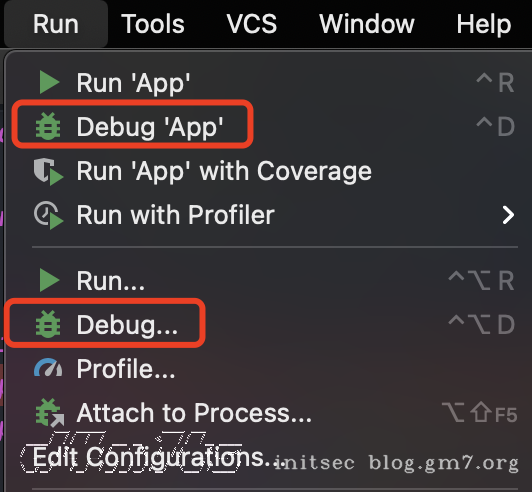 Run Tools VCS Window Help
Run 'App' ⌃R
Debug 'App' ⌃D
Run 'App' with Coverage
Run with Profiler
Run... ⌃⌥R
Debug... ⌃⌥D
Profile...
Attach to Process... ⌥⇧F5
Edit Configurations...
initsec blog.gm7.org